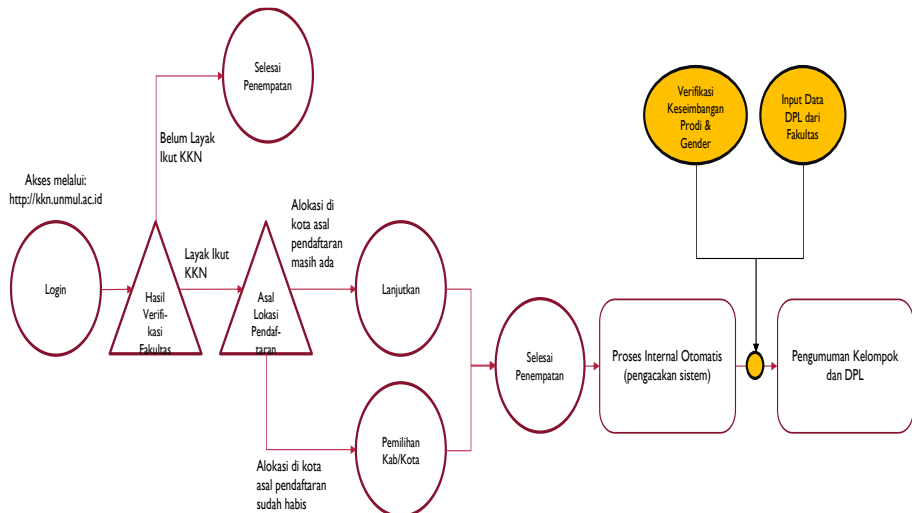 Selesai
Penempatan
Verifikasi
Keseimbangan
Prodi &
Gender
Input Data
DPL dari
Fakultas
Belum Layak
Ikut KKN
Akses melalui:
http://kkn.unmul.ac.id
Login
Hasil
Verifi-
kasi
Fakultas
Layak Ikut
KKN
Asal
Lokasi
Pendaf-
taran
Alokasi di
kota asal
pendaftaran
masih ada
Lanjutkan
Alokasi di kota
asal pendaftaran
sudah habis
Pemilihan
Kab/Kota
Selesai
Penempatan
Proses Internal Otomatis
(pengacakan sistem)
Pengumuman Kelompok
dan DPL